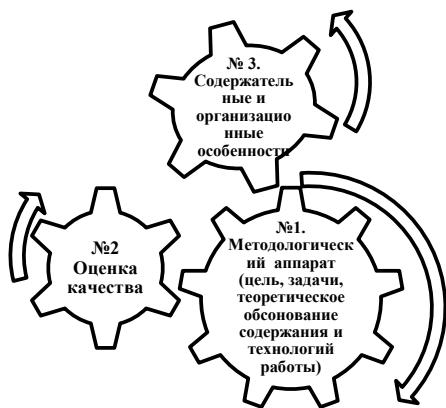 № 3.
Содержатель
ные и
организацио
нные
особенности
№2
Оценка
качества
№1.
Методологическ
ий аппарат
(цель, задачи,
теоретическое
обсонование
содержания и
технологий
работы)